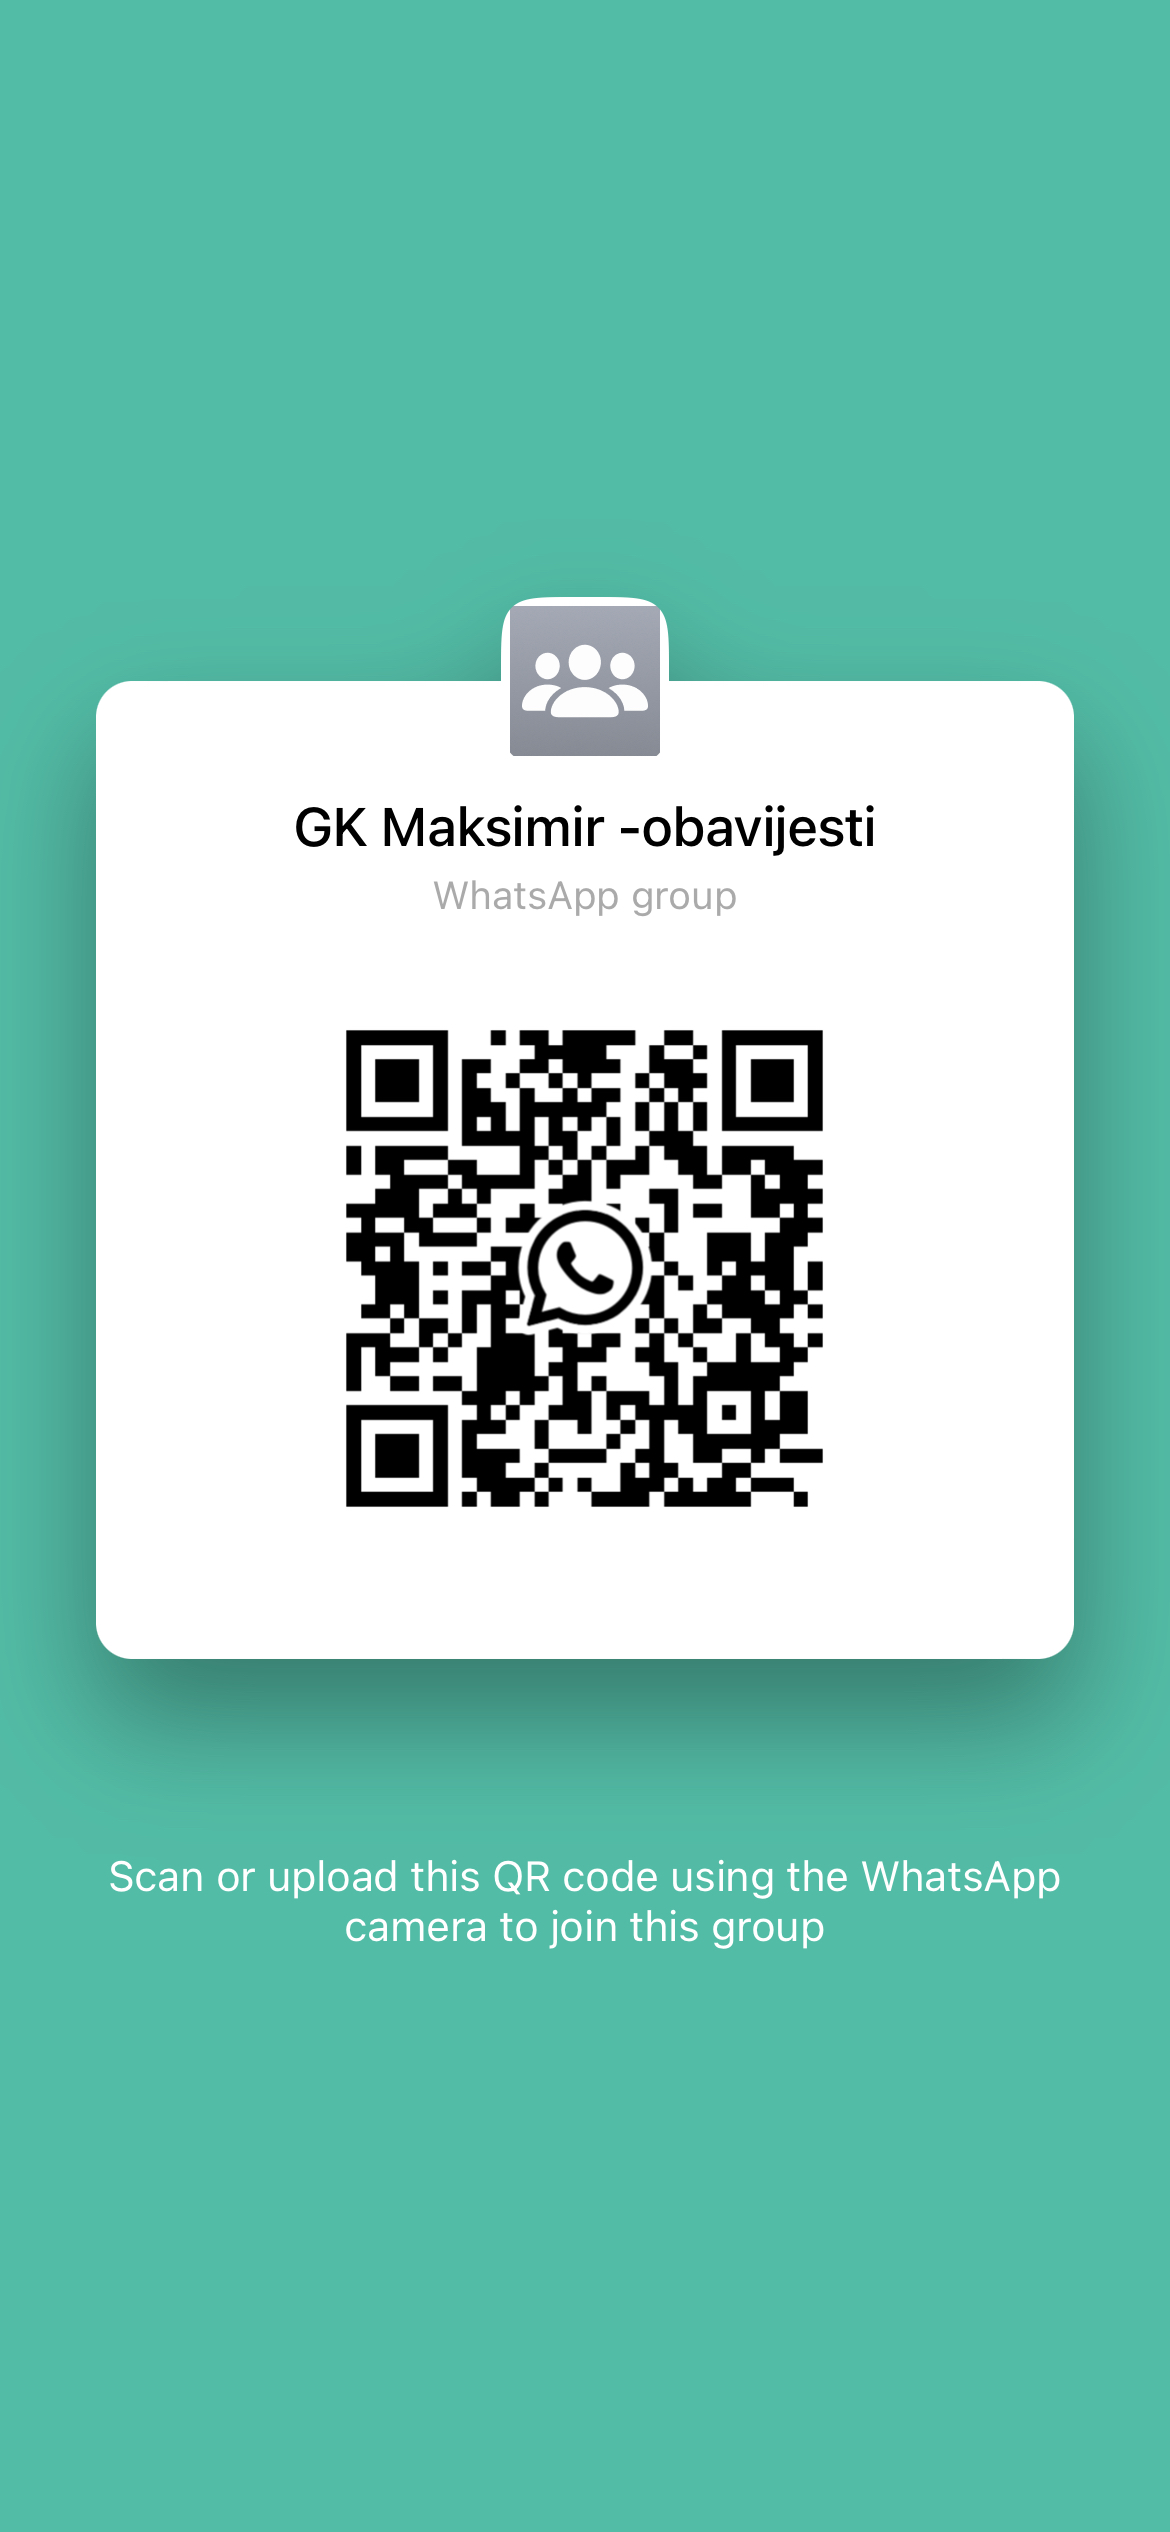 GK Maksimir -obavijesti
WhatsApp group
Scan or upload this QR code using the WhatsApp
camera to join this group